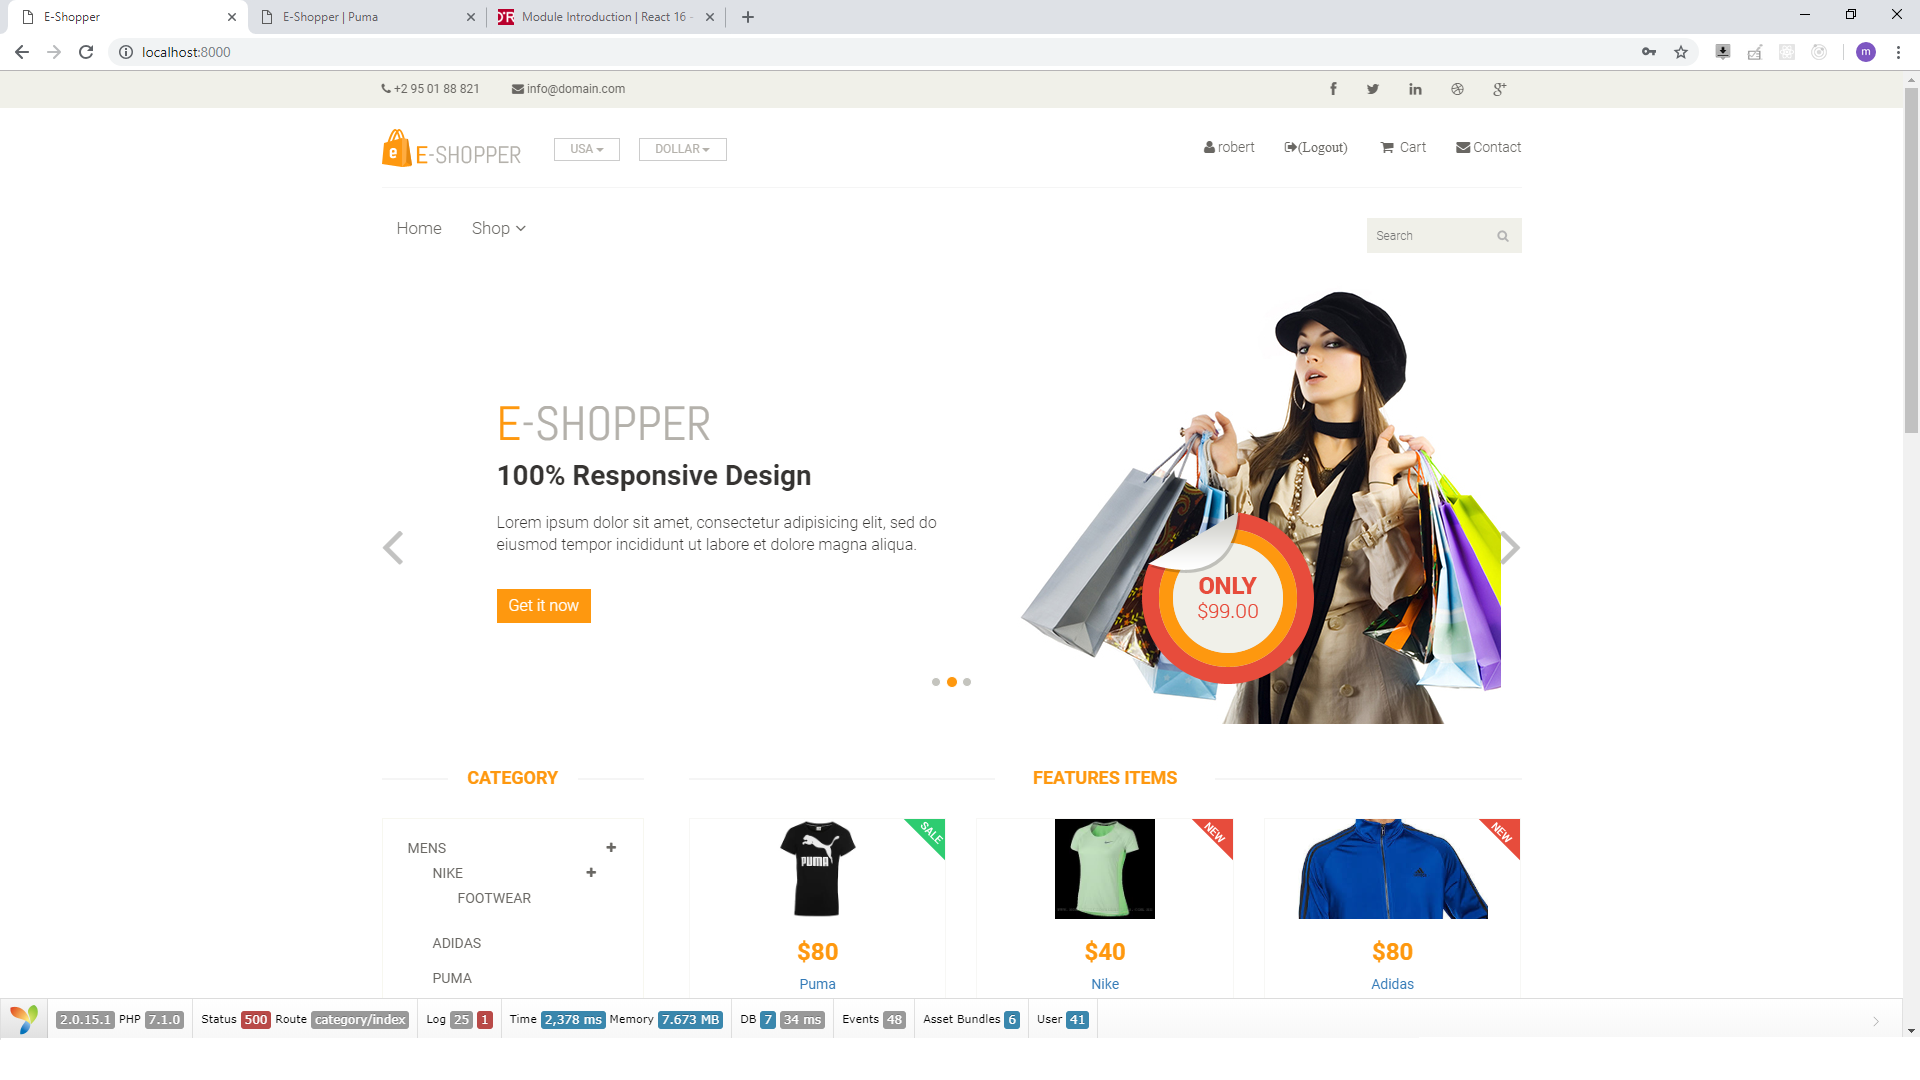 E-Shopper
E-Shopper | Puma
Module Introduction | React 16 -
localhost:8000
m
+2 95 01 88 821
info@domain.com
e E-SHOPPER
USA
DOLLAR
robert
(Logout)
Cart
Contact
Home
Shop
Search
E-SHOPPER
100% Responsive Design
Lorem ipsum dolor sit amet, consectetur adipisicing elit, sed do
eiusmod tempor incididunt ut labore et dolore magna aliqua.
Get it now
ONLY
$99.00
CATEGORY
FEATURES ITEMS
MENS
NIKE
FOOTWEAR
ADIDAS
PUMA
SALE
PUMA
$80
Puma
NEW
$40
Nike
NEW
$80
Adidas
2.0.15.1 PHP 7.1.0
Status 500 Route category/index
Log 25 1
Time 2,378 ms Memory 7.673 MB
DB 7 34 ms
Events 48
Asset Bundles 6
User 41